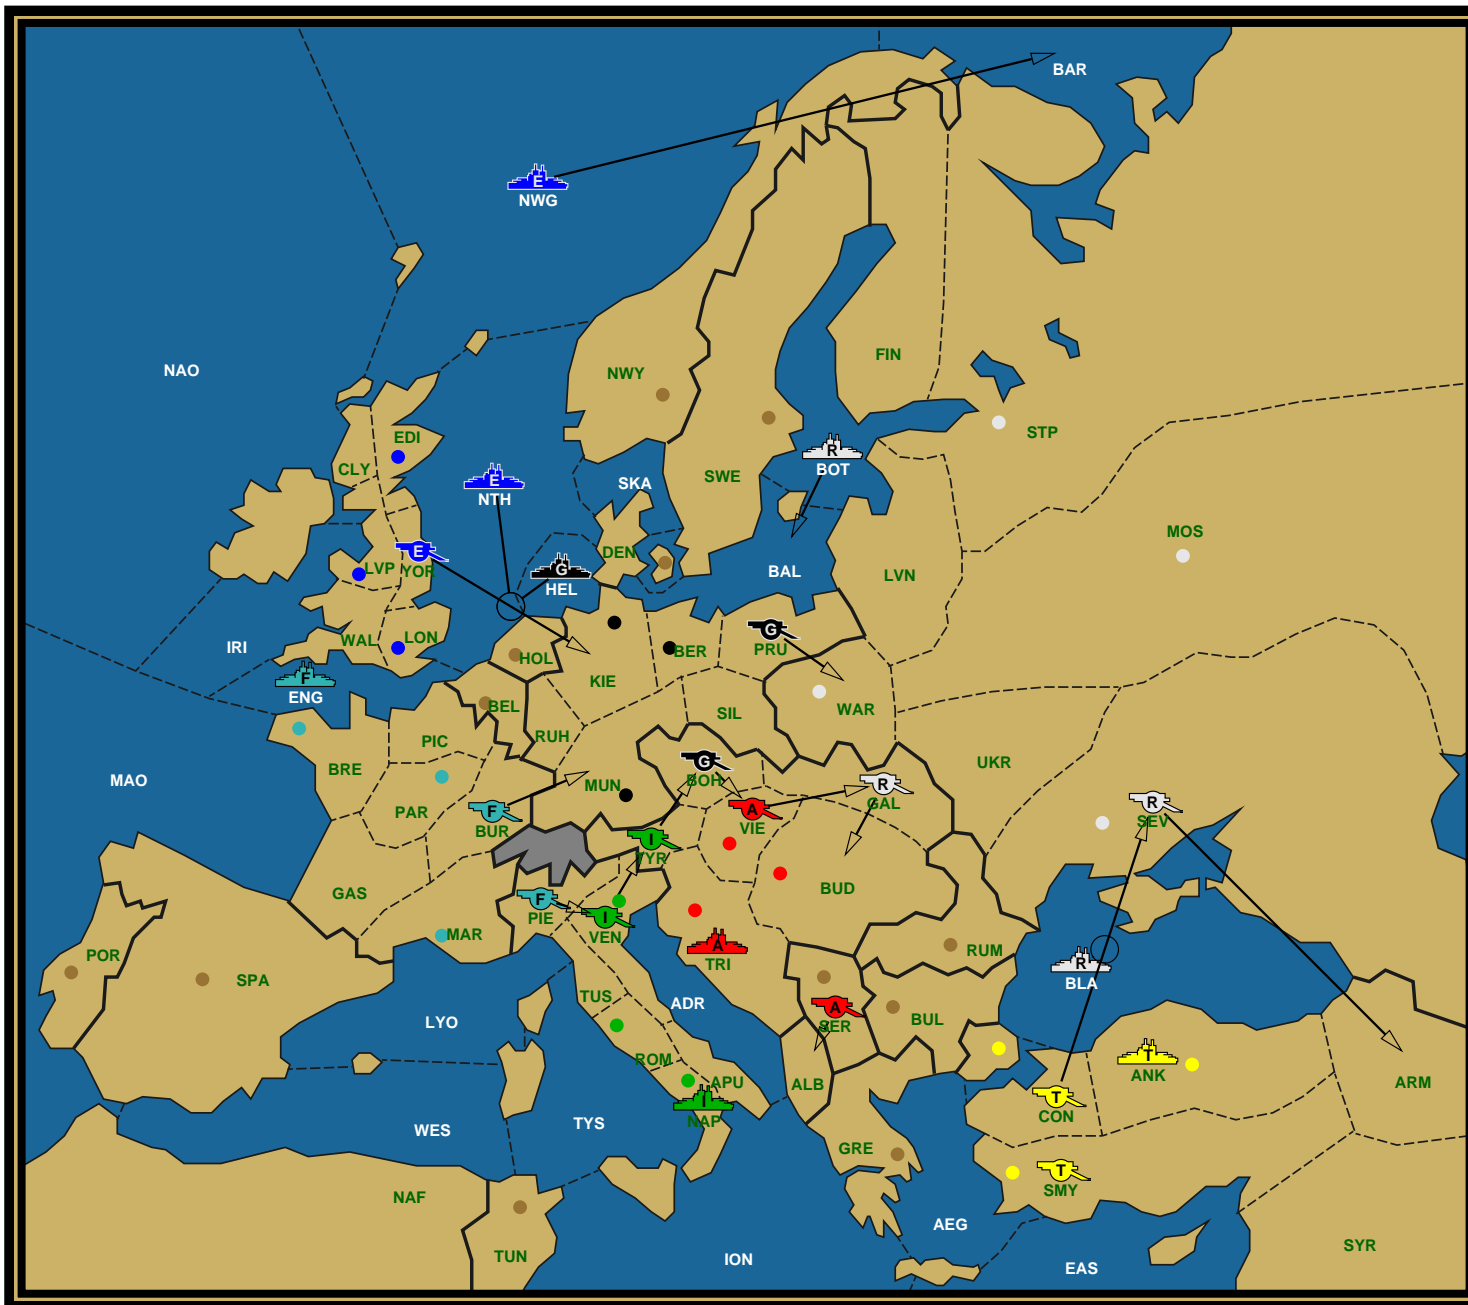 BAR
E
NWG
NAO
FIN
NWY
EDI
STP
R
CLY
SWE
BOT
E
SKA
NTH
MOS
E
DEN
LVP
YOR
G
BAL
LVN
HEL
G
WAL
LON
IRI
HOL
BER
PRU
F
KIE
ENG
BEL
WAR
SIL
PIC
RUH
UKR
G
BRE
MAO
BOH
MUN
R
GAL
R
F
A
PAR
SEV
BUR
VIE
I
TYR
GAS
BUD
F
I
PIE
VEN
MAR
A
RUM
POR
TRI
R
SPA
BLA
TUS
ADR
A
LYO
SER
BUL
T
ROM
ANK
APU
ALB
ARM
I
T
CON
NAP
TYS
WES
GRE
T
SMY
NAF
AEG
SYR
TUN
ION
EAS